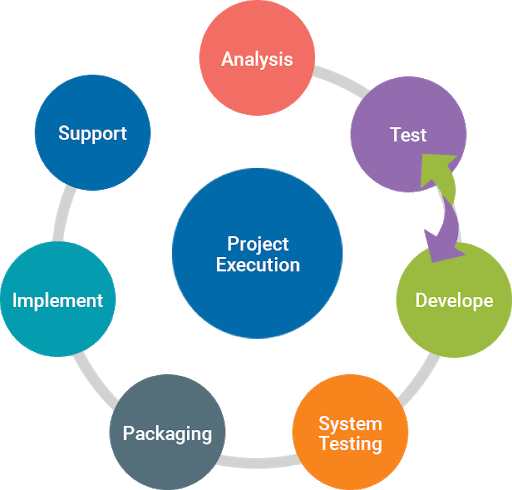 Analysis
Test
Develope
System
Testing
Packaging
Implement
Support
Project
Execution